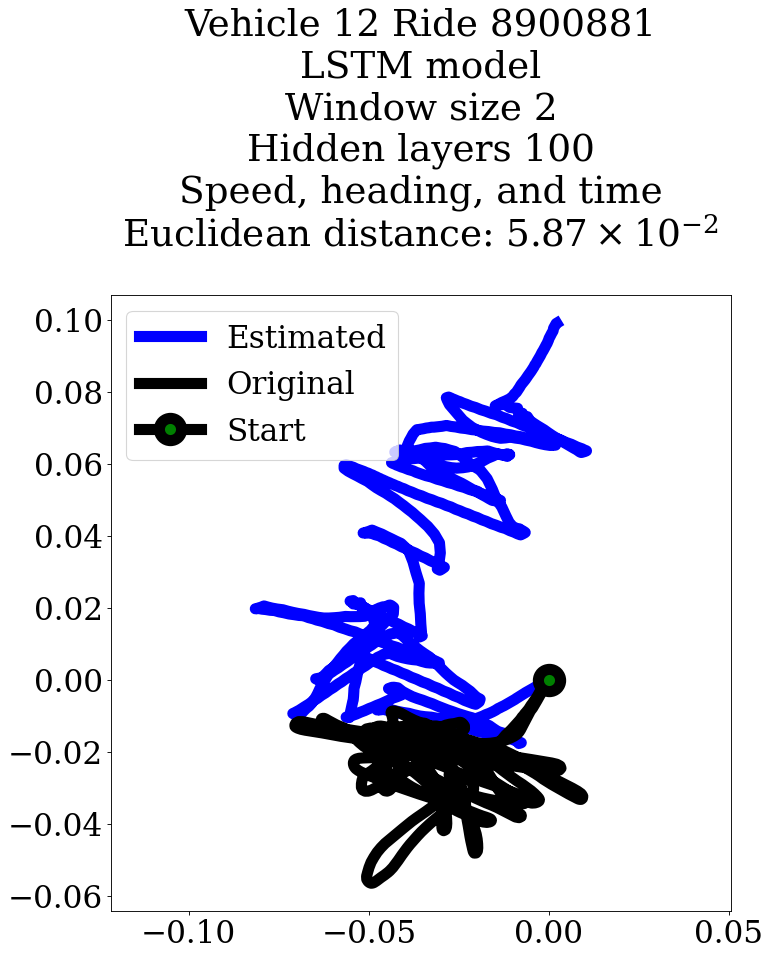 Vehicle 12 Ride 8900881
LSTM model
Window size 2
Hidden layers 100
Speed, heading, and time
Euclidean distance: 5.87 × 10⁻²
Estimated
Original
Start
0.10
0.08
0.06
0.04
0.02
0.00
−0.02
−0.04
−0.06
−0.10 −0.05 0.00 0.05